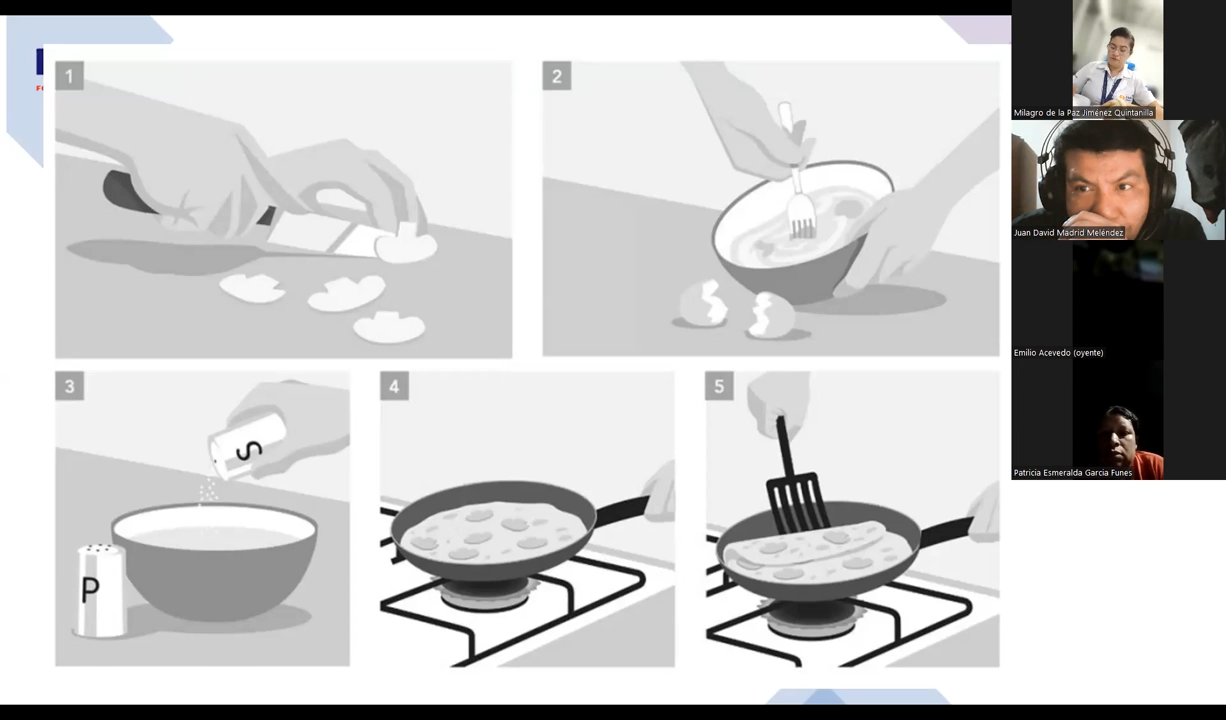 1
2
3
S
P
4
5
Milagro de la Paz Jiménez Quintanilla
Juan David Madrid Meléndez
Emilio Acevedo (oyente)
Patricia Esmeralda Garcia Funes